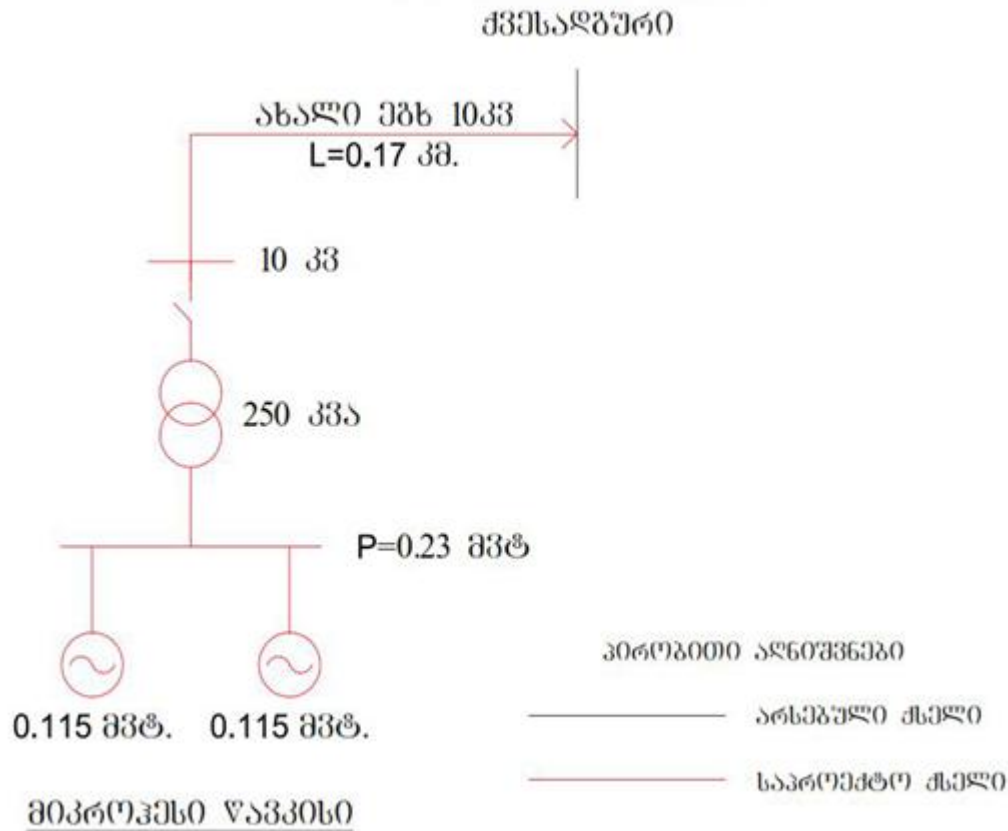 ქვესადგური
ახალი ეგხ 10კვ
L=0.17 კმ.
10 კვ
250 კვა
P=0.23 მვტ
0.115 მვტ. 0.115 მვტ.
პირობითი აღნიშვნები
არსებული ქსელი
საპროექტო ქსელი
მიკროჰესი წავკისი